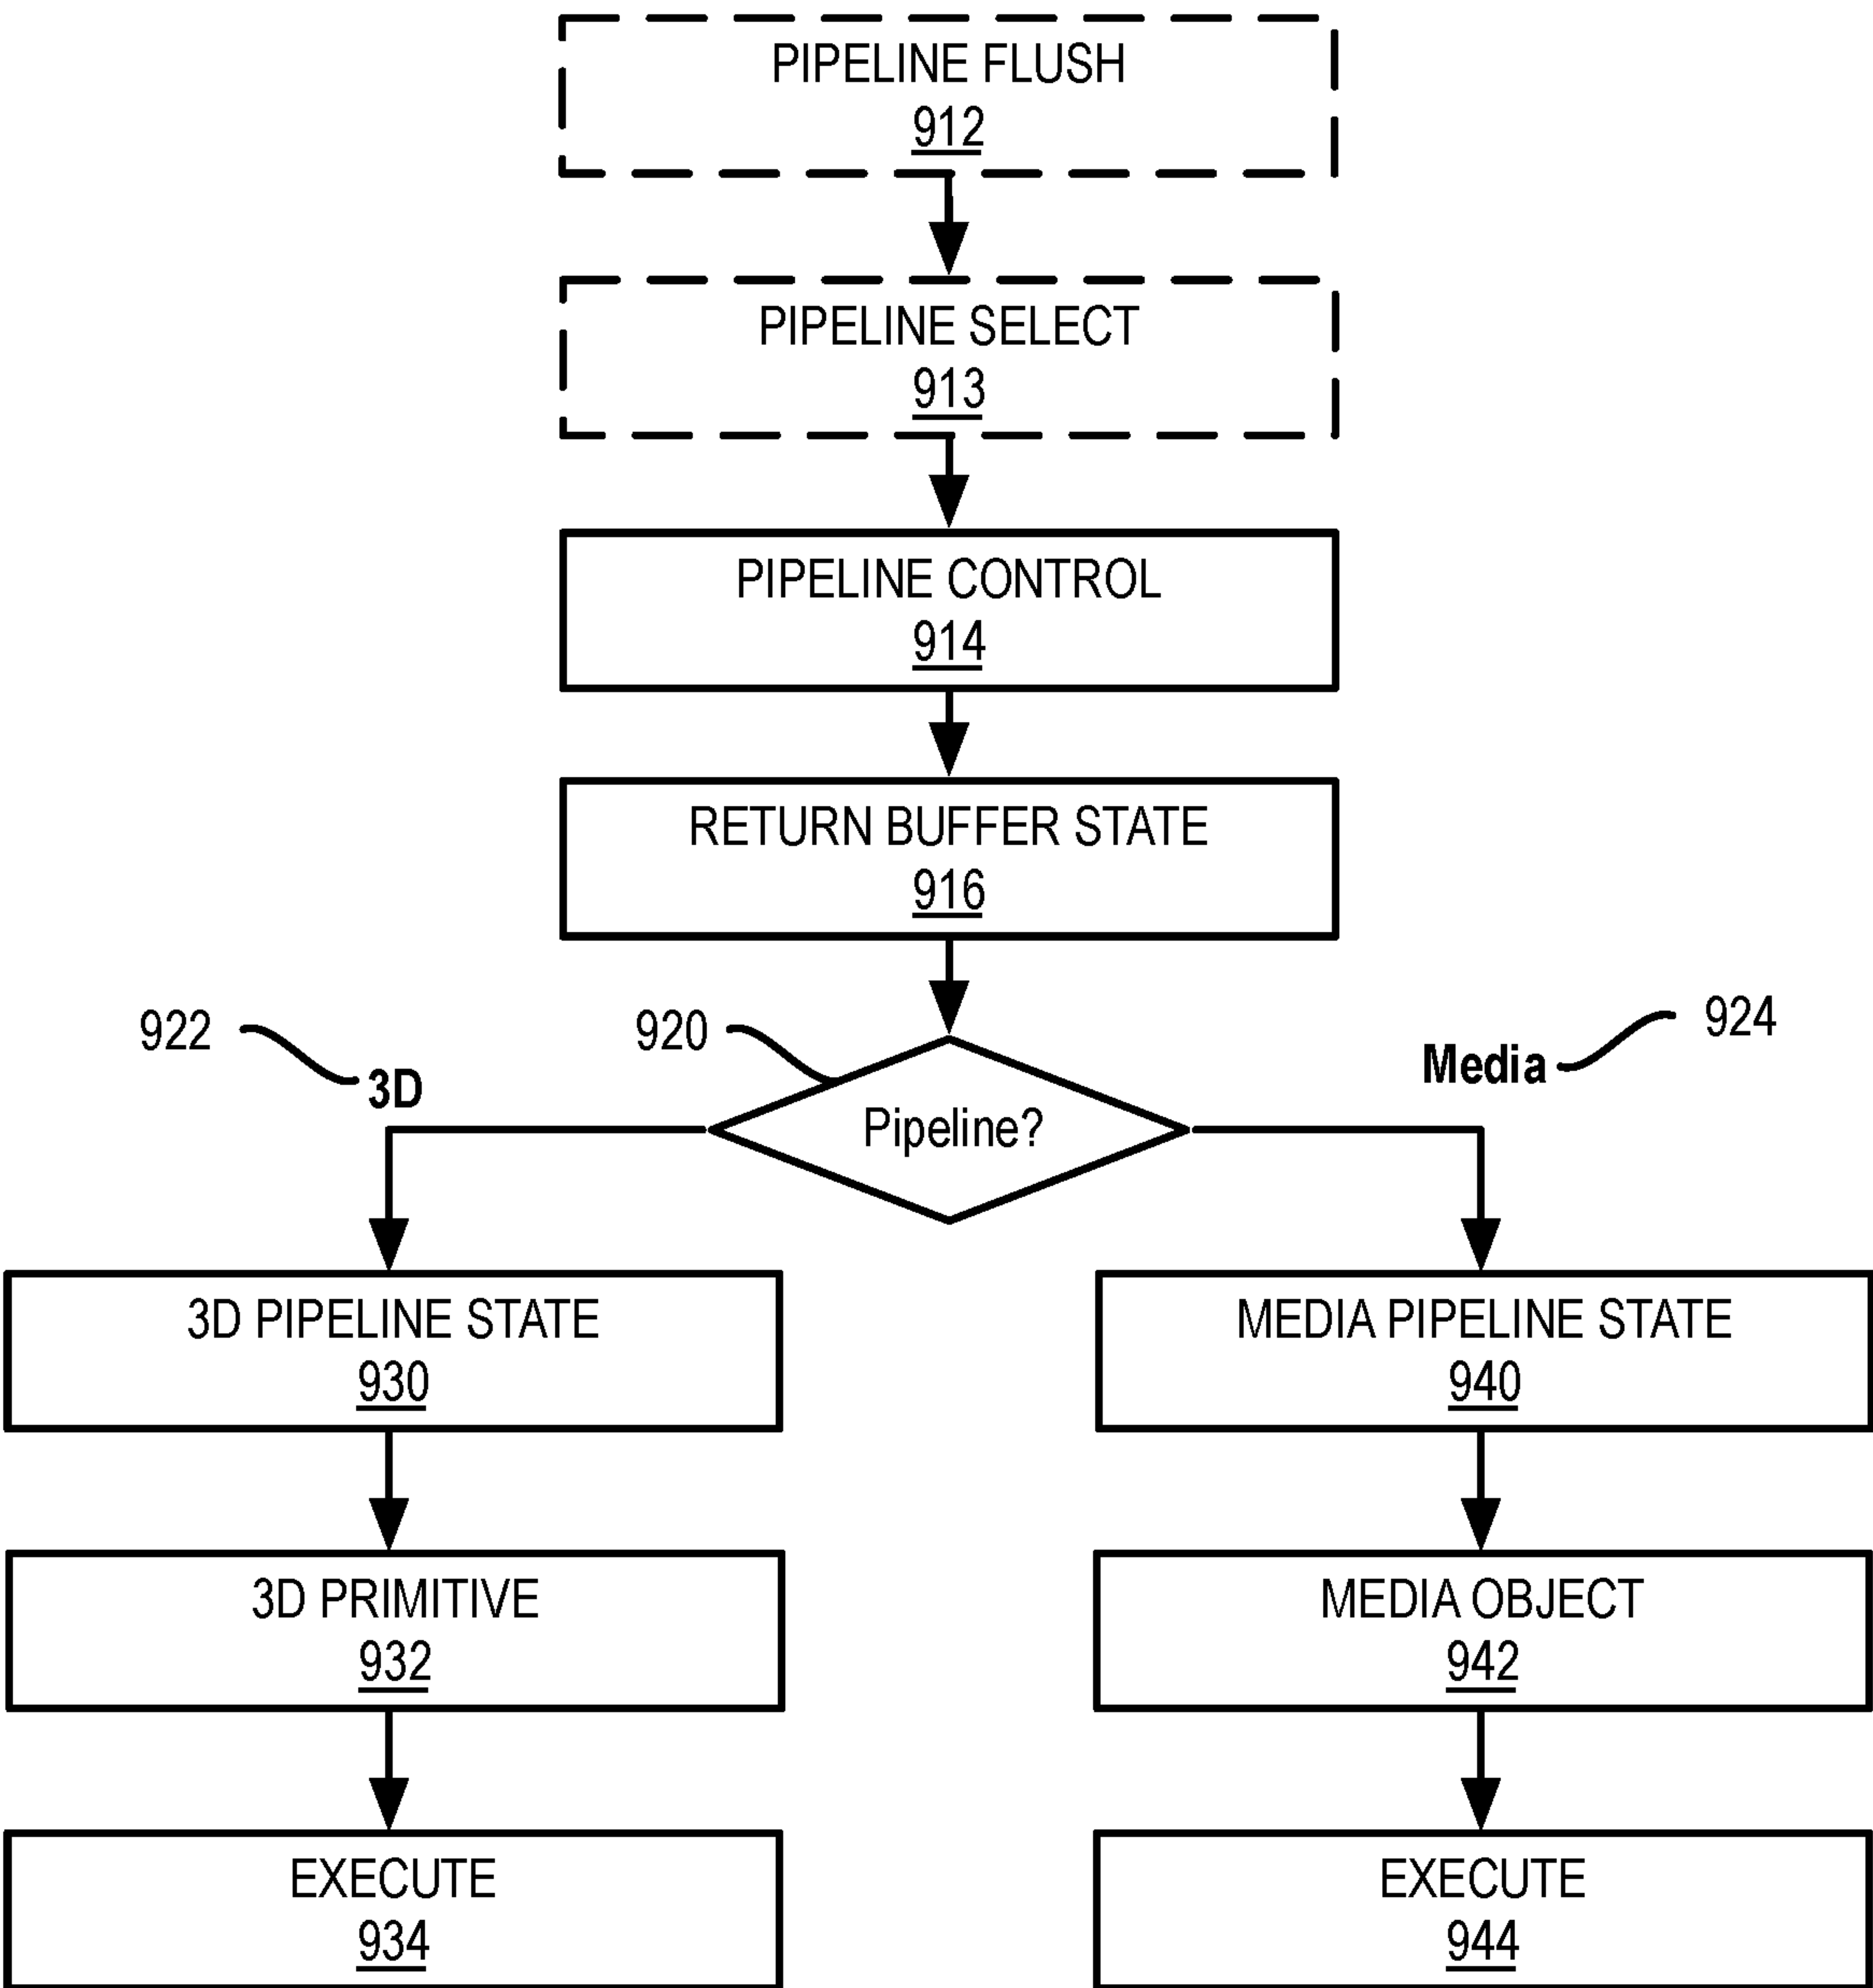 PIPELINE FLUSH
912
PIPELINE SELECT
913
PIPELINE CONTROL
914
RETURN BUFFER STATE
916
922
920
924
3D
Media
Pipeline?
3D PIPELINE STATE
930
MEDIA PIPELINE STATE
940
3D PRIMITIVE
932
MEDIA OBJECT
942
EXECUTE
934
EXECUTE
944